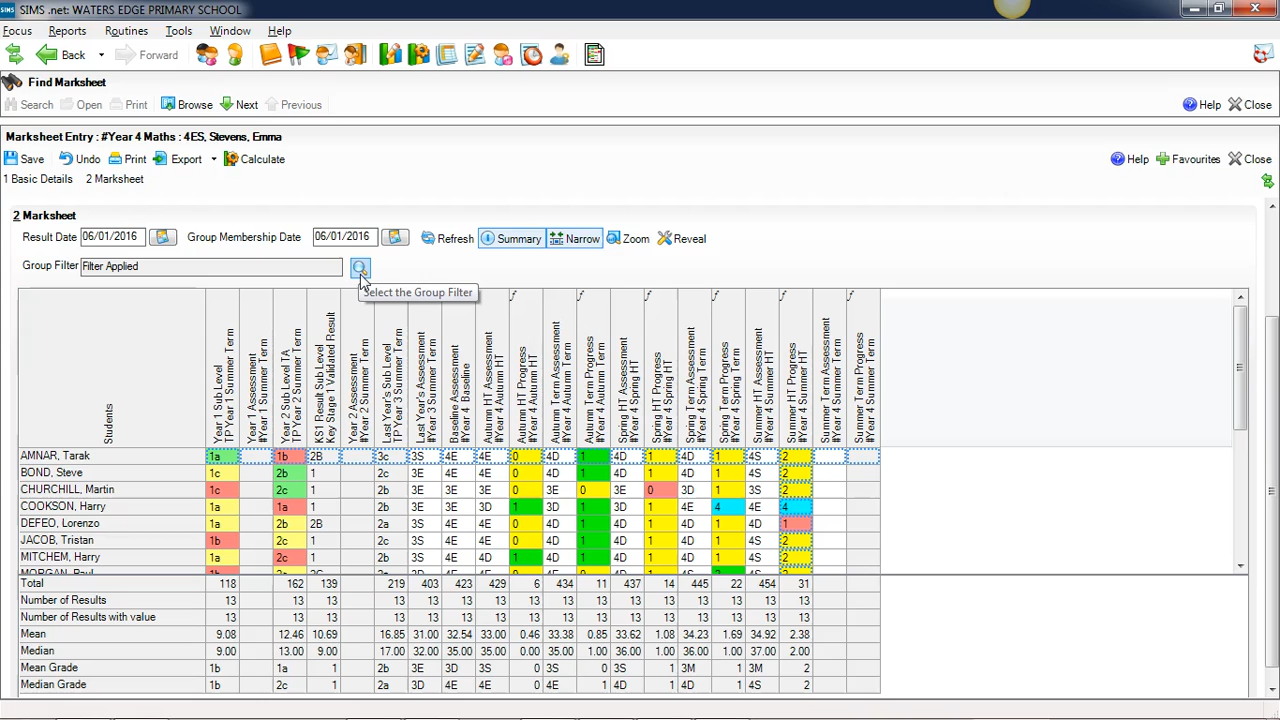 SIMS .net: WATERS EDGE PRIMARY SCHOOL
Focus Reports Routines Tools Window Help
Back Forward
Find Marksheet
Search Open Print Browse Next Previous Help Close
Marksheet Entry : #Year 4 Maths : 4ES, Stevens, Emma
Save Undo Print Export Calculate Help Favourites Close
1 Basic Details 2 Marksheet
2 Marksheet
Result Date 06/01/2016 Group Membership Date 06/01/2016 Refresh Summary Narrow Zoom Reveal
Group Filter Filter Applied
Select the Group Filter
Students
Year 1 Sub Level
TP Year 1 Summer Term
Year 1 Assessment
#Year 1 Summer Term
Year 2 Sub Level TA
TP Year 2 Summer Term
KS1 Result Sub Level
Key Stage 1 Validated Result
Year 2 Assessment
#Year 2 Summer Term
Last Year's Sub Level
TP Year 3 Summer Term
Last Year's Assessment
#Year 3 Summer Term
Baseline Assessment
#Year 4 Baseline
Autumn HT Assessment
#Year 4 Autumn HT
Autumn HT Progress
#Year 4 Autumn HT
Autumn Term Assessment
#Year 4 Autumn Term
Autumn Term Progress
#Year 4 Autumn Term
Spring HT Assessment
#Year 4 Spring HT
Spring HT Progress
#Year 4 Spring HT
Spring Term Assessment
#Year 4 Spring Term
Spring Term Progress
#Year 4 Spring Term
Summer HT Assessment
#Year 4 Summer HT
Summer HT Progress
#Year 4 Summer HT
Summer Term Assessment
#Year 4 Summer Term
Summer Term Progress
#Year 4 Summer Term
AMNAR, Tarak 1a 1b 2B 3c 3S 4E 4E 0 4D 1 4D 1 4D 1 4S 2
BOND, Steve 1c 2b 1 2c 3E 4E 4E 0 4D 1 4D 1 4D 1 4S 2
CHURCHILL, Martin 1c 2c 1 2c 3E 3E 3E 0 3E 0 3E 0 3D 1 3S 2
COOKSON, Harry 1a 1a 1 2b 3E 3E 3D 1 3D 1 3D 1 4E 4 4E 4
DEFEO, Lorenzo 1a 2b 2B 2a 3S 4E 4E 0 4D 1 4D 1 4D 1 4D 1
JACOB, Tristan 1b 2c 1 2b 3E 4E 4E 0 4D 1 4D 1 4D 1 4S 2
MITCHEM, Harry 1a 2c 1 2b 3S 4E 4D 1 4D 1 4D 1 4D 1 4S 2
MORGAN, Paul
Total 118 162 139 219 403 423 429 6 434 11 437 14 445 22 454 31
Number of Results 13 13 13 13 13 13 13 13 13 13 13 13 13 13 13 13
Number of Results with value 13 13 13 13 13 13 13 13 13 13 13 13 13 13 13 13
Mean 9.08 12.46 10.69 16.85 31.00 32.54 33.00 0.46 33.38 0.85 33.62 1.08 34.23 1.69 34.92 2.38
Median 9.00 13.00 9.00 17.00 32.00 35.00 35.00 0.00 35.00 1.00 36.00 1.00 36.00 1.00 37.00 2.00
Mean Grade 1b 1a 1 2b 3E 3D 3S 0 3S 1 3S 1 3M 1 3M 2
Median Grade 1b 2c 1 2a 3D 4E 4E 0 4E 1 4D 1 4D 1 4S 2